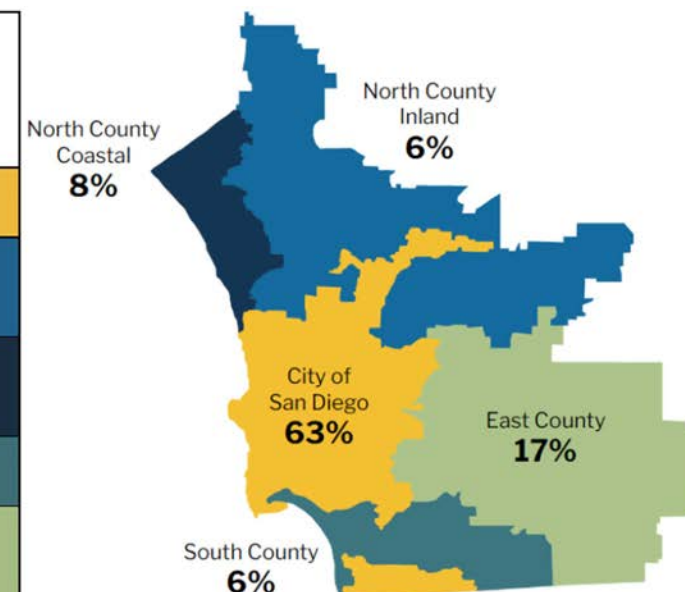 North County
Inland
6%
North County
Coastal
8%
City of
San Diego
63%
East County
17%
South County
6%